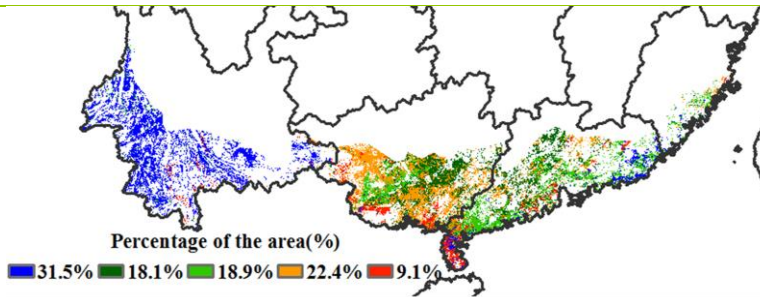 Percentage of the area(%)
31.5% 18.1% 18.9% 22.4% 9.1%